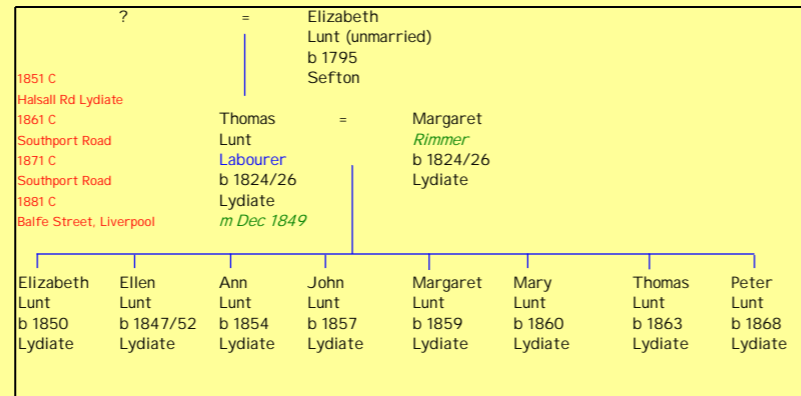 ? = Elizabeth
Lunt (unmarried)
b 1795
1851 C Sefton
Halsall Rd Lydiate
1861 C Thomas = Margaret
Southport Road Lunt Rimmer
1871 C Labourer b 1824/26
Southport Road b 1824/26 Lydiate
1881 C Lydiate
Balfe Street, Liverpool m Dec 1849
Elizabeth Ellen Ann John Margaret Mary Thomas Peter
Lunt Lunt Lunt Lunt Lunt Lunt Lunt Lunt
b 1850 b 1847/52 b 1854 b 1857 b 1859 b 1860 b 1863 b 1868
Lydiate Lydiate Lydiate Lydiate Lydiate Lydiate Lydiate Lydiate